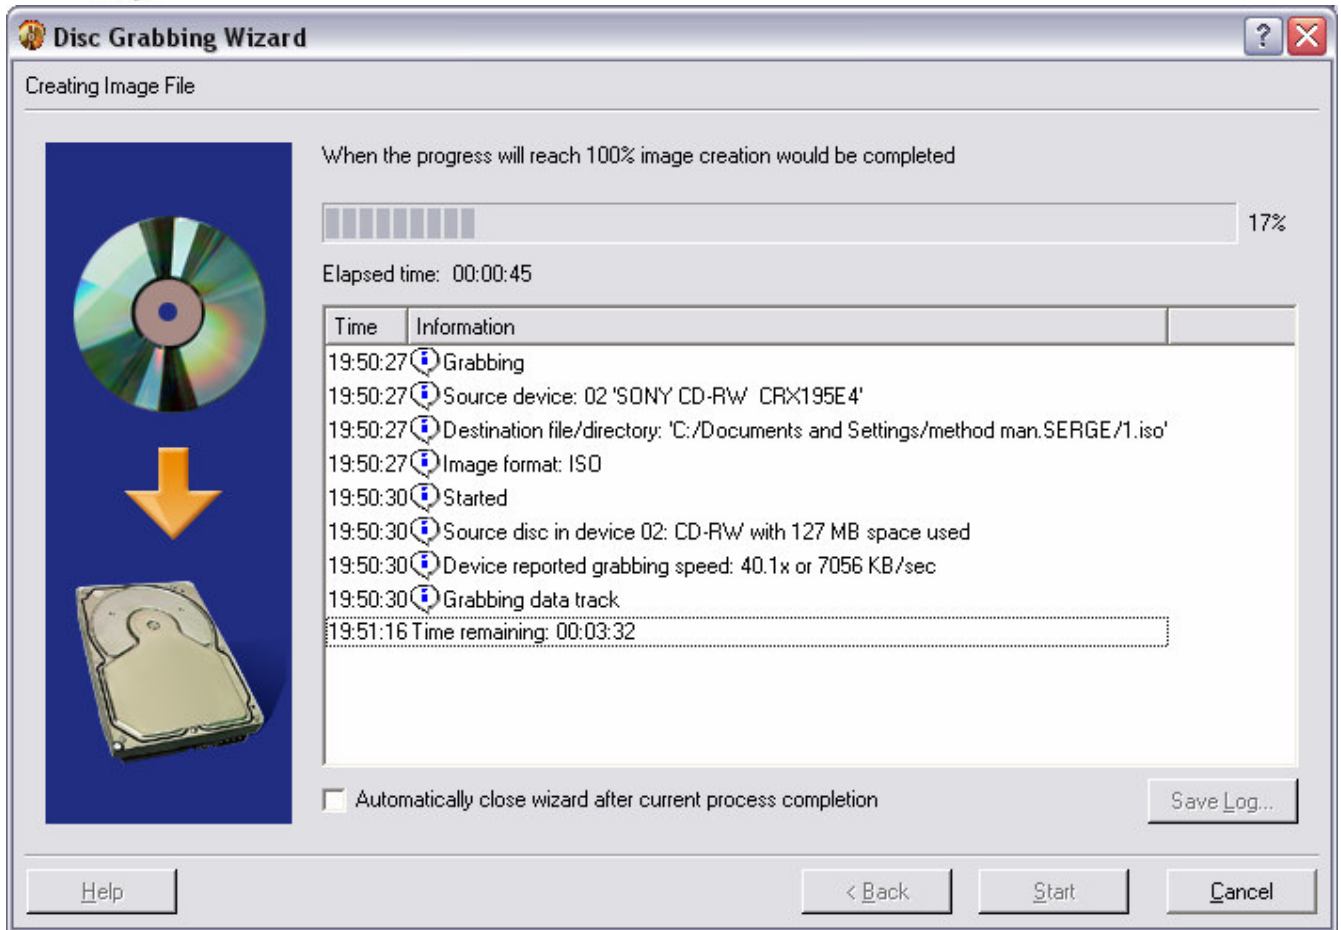 Disc Grabbing Wizard
Creating Image File
When the progress will reach 100% image creation would be completed
17%
Elapsed time: 00:00:45
Time Information
19:50:27 Grabbing
19:50:27 Source device: 02 'SONY CD-RW  CRX195E4'
19:50:27 Destination file/directory: 'C:/Documents and Settings/method man.SERGE/1.iso'
19:50:27 Image format: ISO
19:50:30 Started
19:50:30 Source disc in device 02: CD-RW with 127 MB space used
19:50:30 Device reported grabbing speed: 40.1x or 7056 KB/sec
19:50:30 Grabbing data track
19:51:16 Time remaining: 00:03:32
Automatically close wizard after current process completion
Save Log...
Help
< Back
Start
Cancel